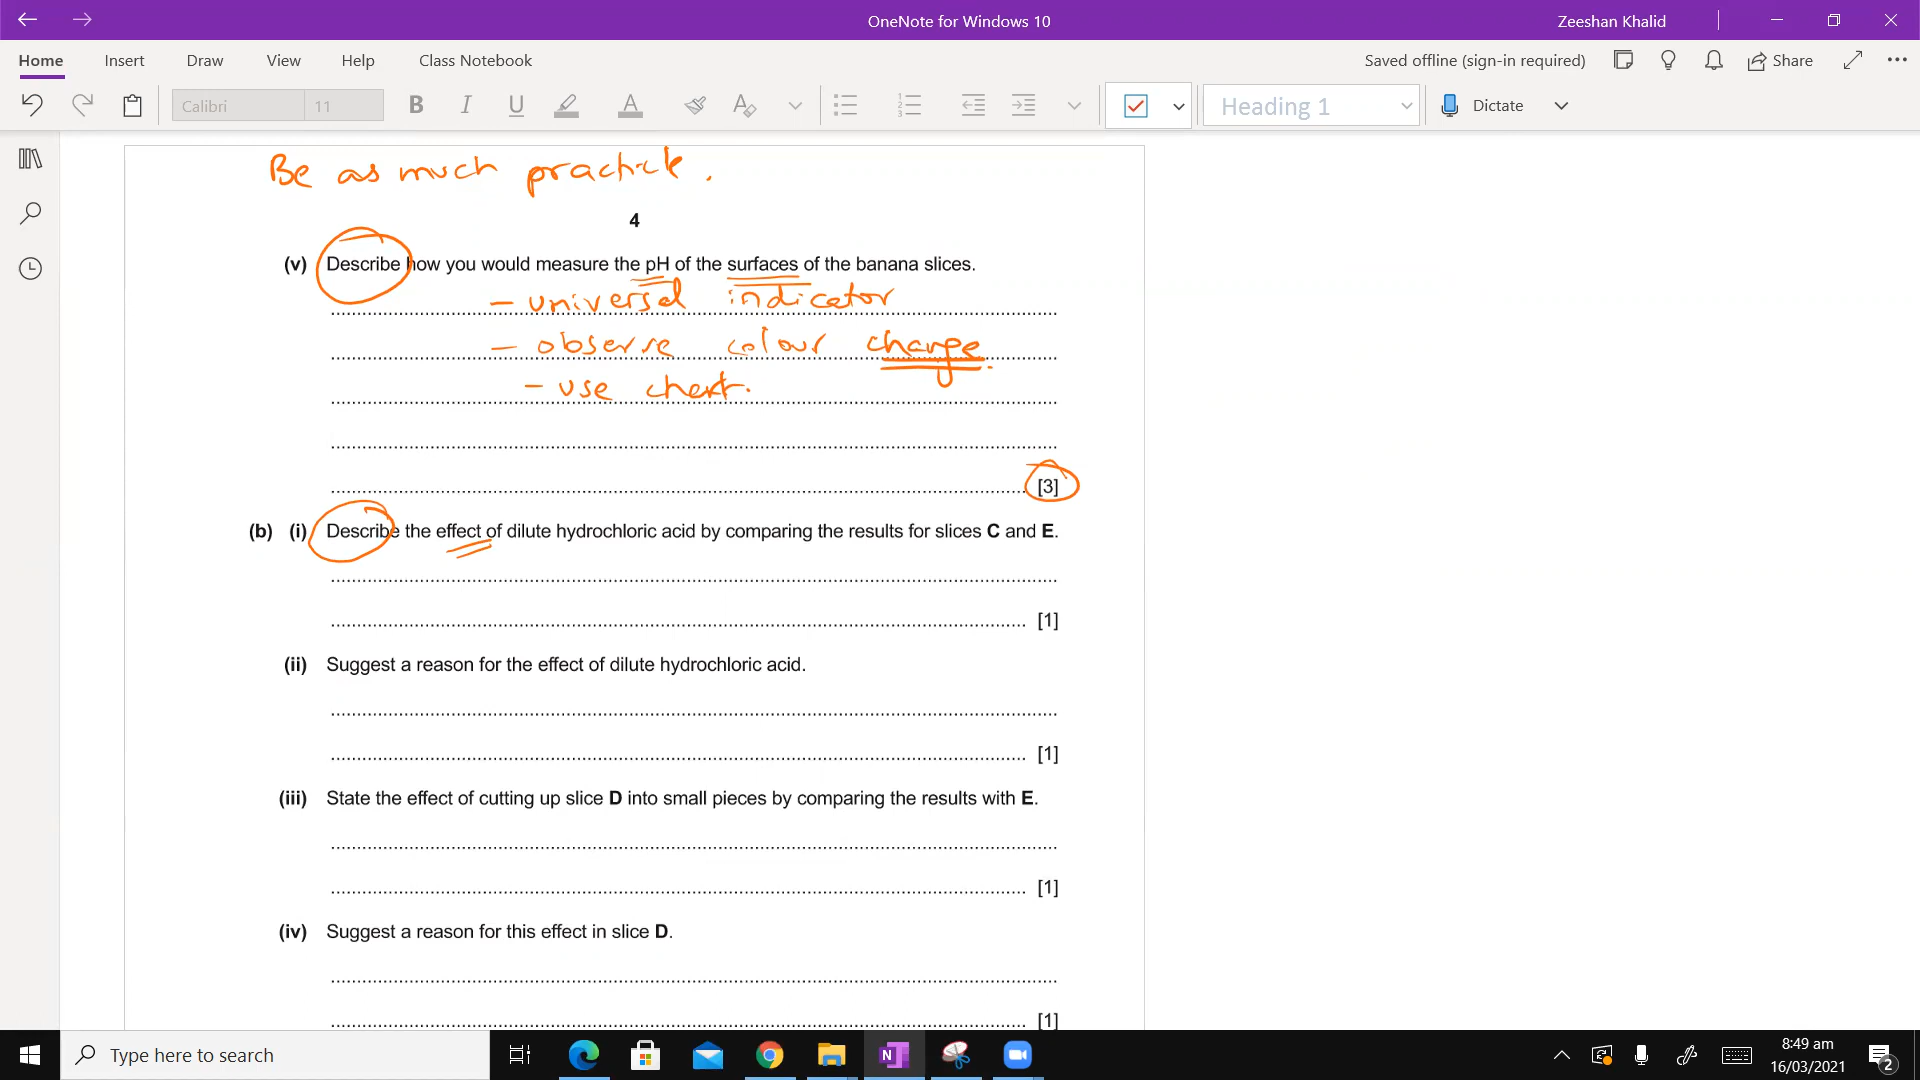 OneNote for Windows 10
Zeeshan Khalid
Home Insert Draw View Help Class Notebook
Saved offline (sign-in required)
Share
Calibri 11
B I U A
Heading 1
Dictate
Be as much practicle.
4
(v) Describe how you would measure the pH of the surfaces of the banana slices.
- universal indicator
- observe colour change.
- use chart.
[3]
(b) (i) Describe the effect of dilute hydrochloric acid by comparing the results for slices C and E.
[1]
(ii) Suggest a reason for the effect of dilute hydrochloric acid.
[1]
(iii) State the effect of cutting up slice D into small pieces by comparing the results with E.
[1]
(iv) Suggest a reason for this effect in slice D.
[1]
Type here to search
8:49 am
16/03/2021
2